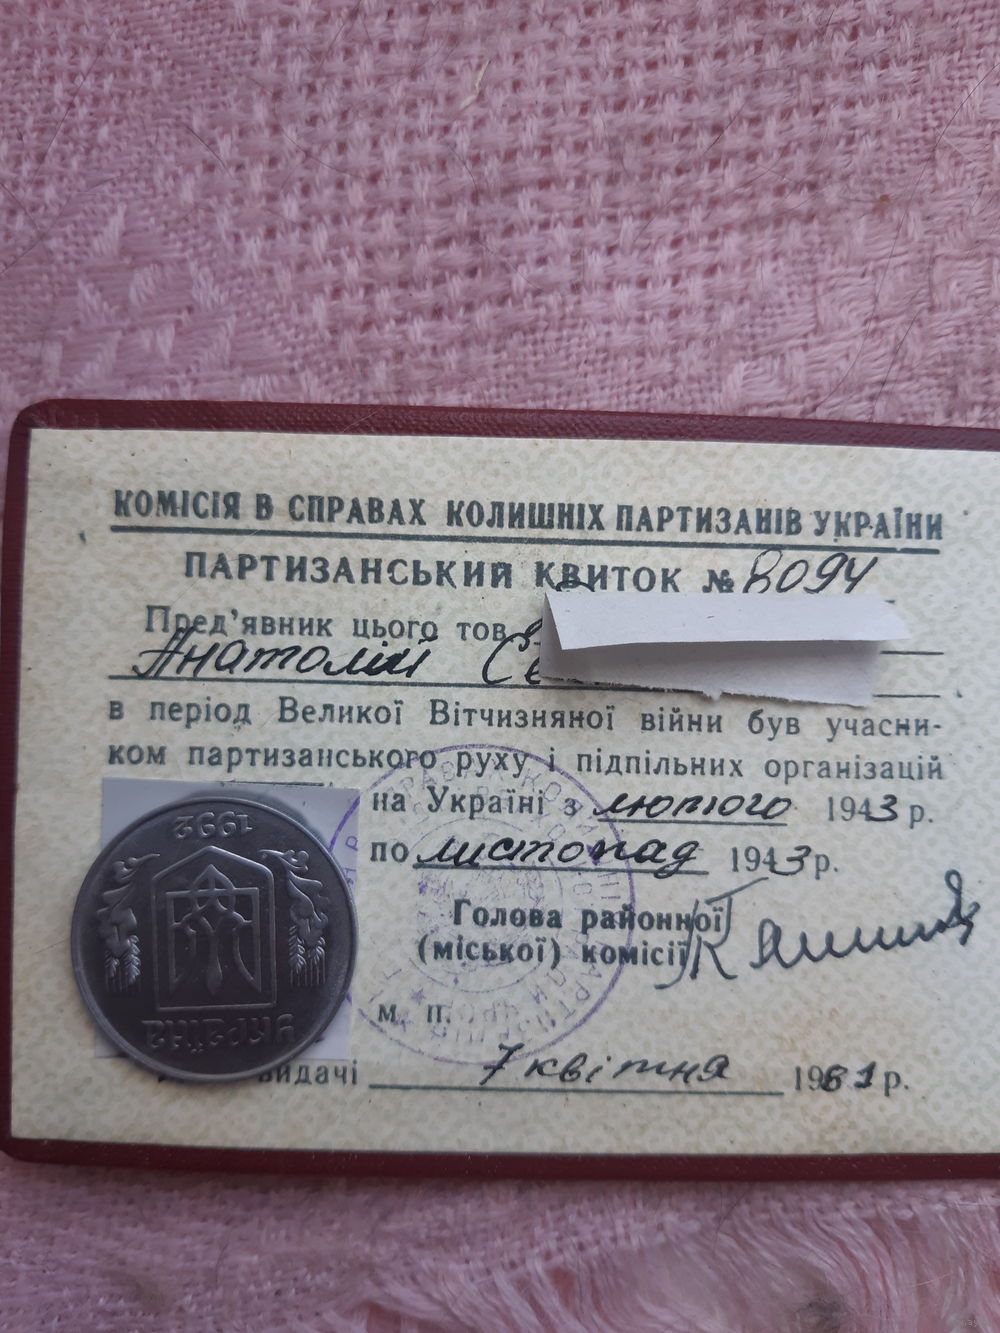 КОМІСІЯ В СПРАВАХ КОЛИШНІХ ПАРТИЗАНІВ УКРАЇНИ
ПАРТИЗАНСЬКИЙ КВИТОК № 8094
Пред'явник цього тов.
Анатолій Се
в період Великої Вітчизняної війни був учасни-
ком партизанського руху і підпільних організацій
на Україні з лютого 1943 р.
по листопад 1943 р.
Голова районної
(міської) комісії
М. П.
видачі 7 квітня 1981 р.
1992
УКРАЇНА